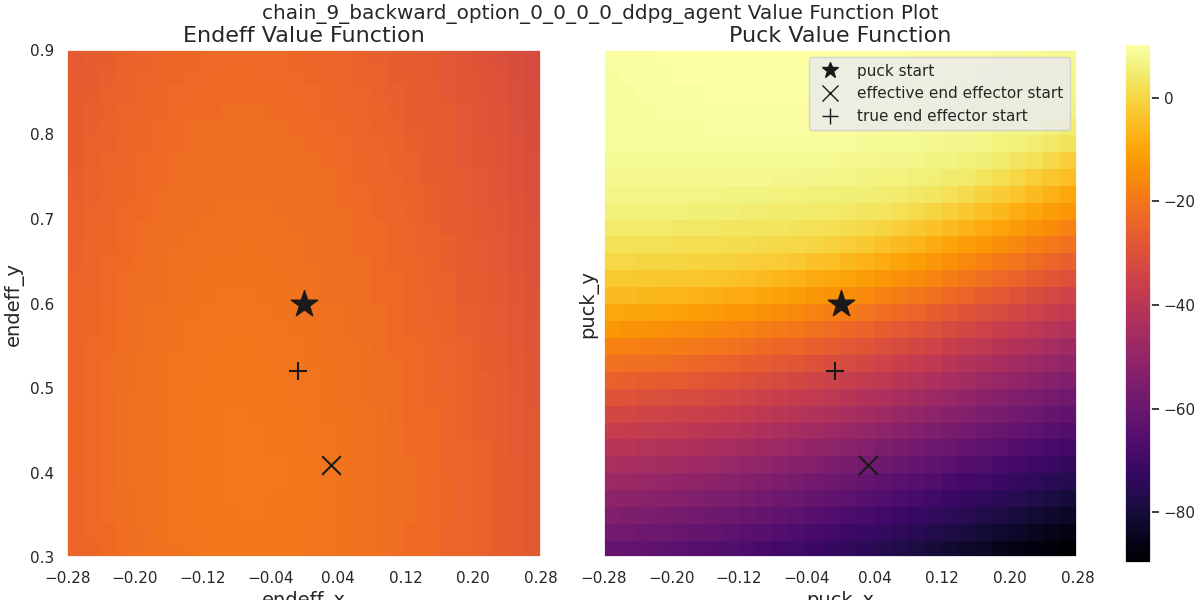 chain_9_backward_option_0_0_0_0_ddpg_agent Value Function Plot
Endeff Value Function
Puck Value Function
0.9
0.8
0.7
0.6
0.5
0.4
0.3
endeff_y
−0.28 −0.20 −0.12 −0.04 0.04 0.12 0.20 0.28
endeff_x
puck start
effective end effector start
true end effector start
puck_y
−0.28 −0.20 −0.12 −0.04 0.04 0.12 0.20 0.28
puck_x
0
−20
−40
−60
−80